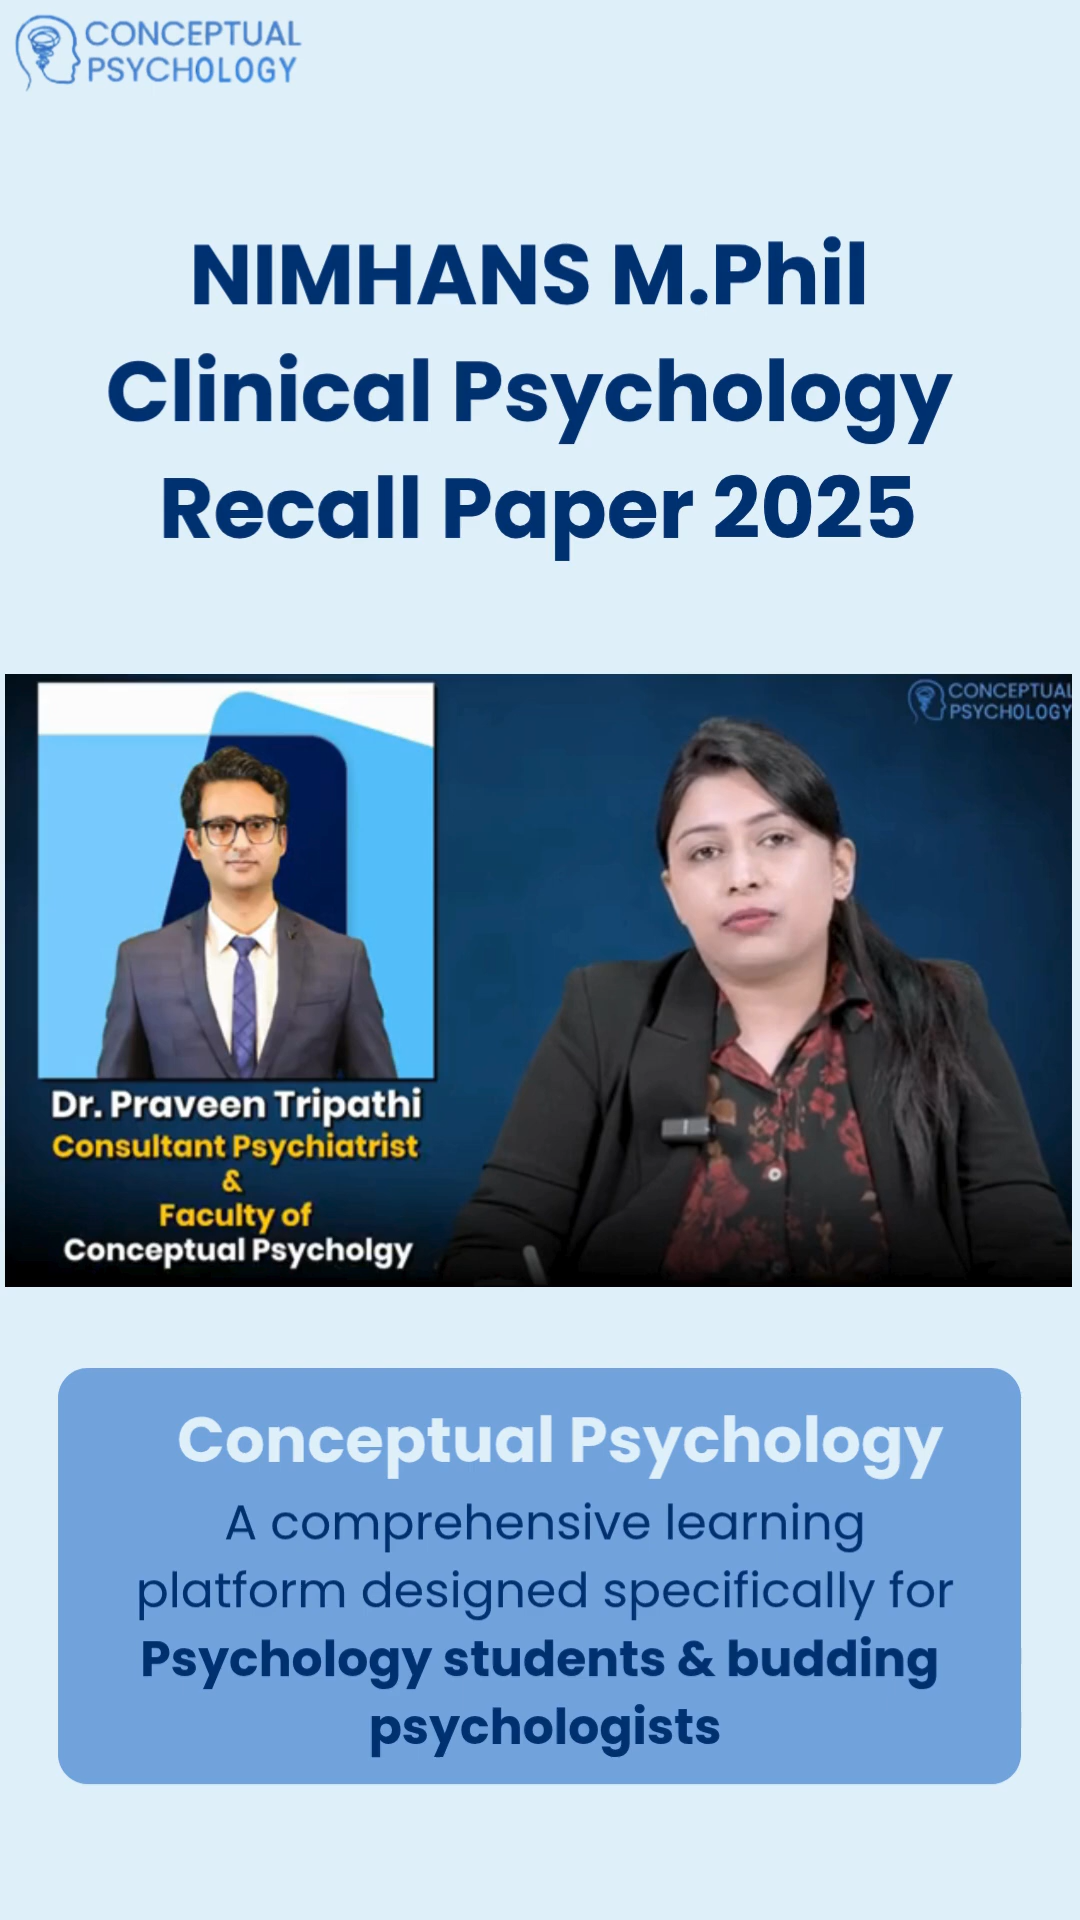 CONCEPTUAL
PSYCHOLOGY
NIMHANS M.Phil
Clinical Psychology
Recall Paper 2025
CONCEPTUAL
PSYCHOLOGY
Dr. Praveen Tripathi
Consultant Psychiatrist
&
Faculty of
Conceptual Psycholgy
Conceptual Psychology
A comprehensive learning
platform designed specifically for
Psychology students & budding
psychologists